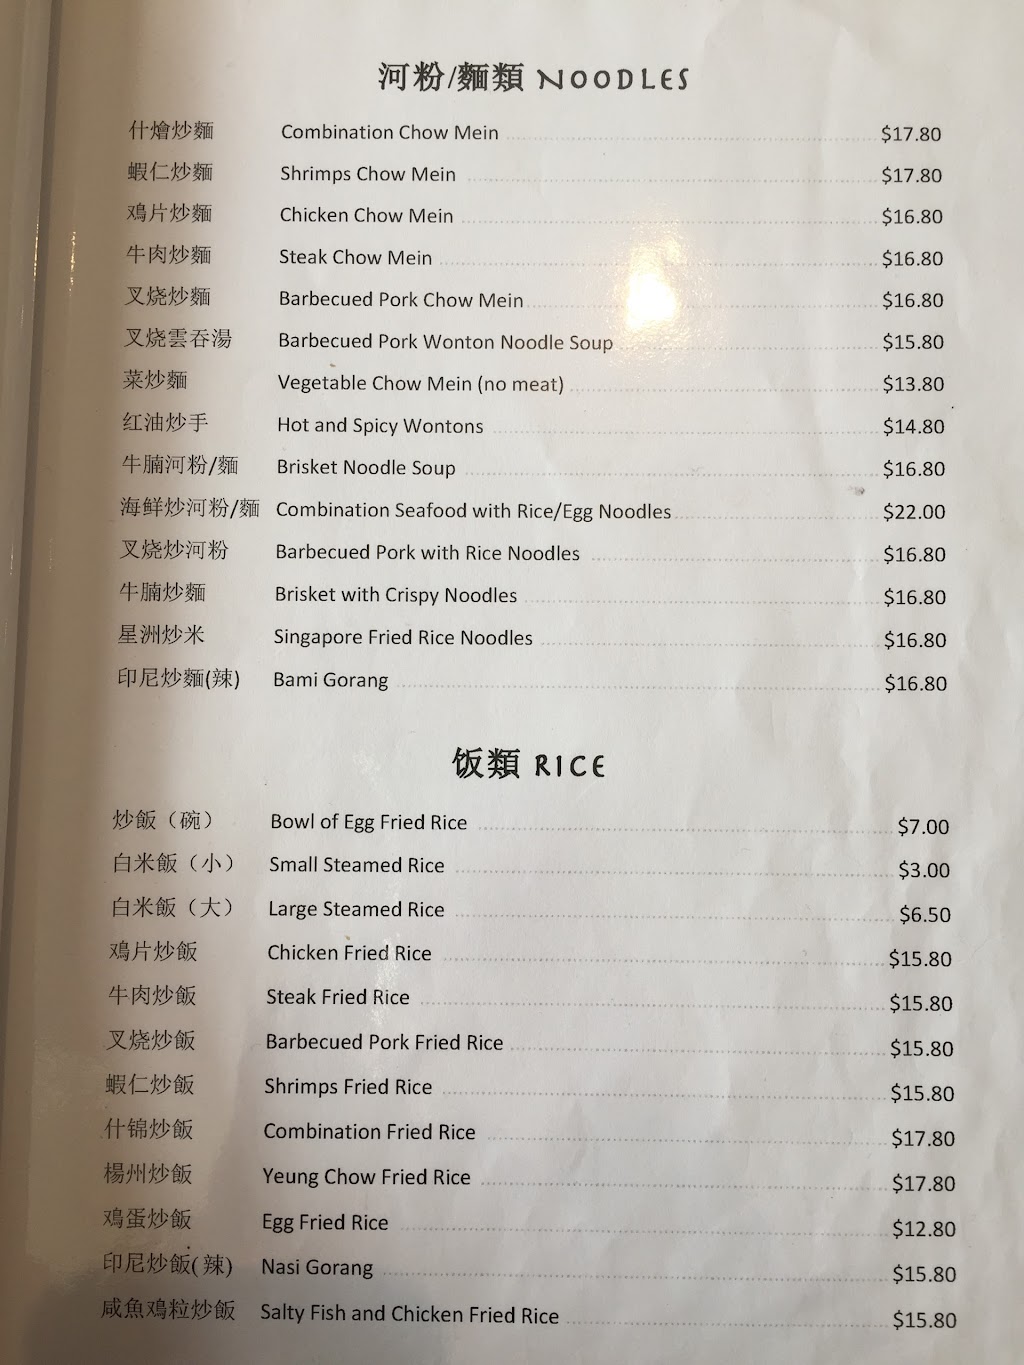 河粉/麵類 NOODLES
什燴炒麵 Combination Chow Mein $17.80
蝦仁炒麵 Shrimps Chow Mein $17.80
鳮片炒麵 Chicken Chow Mein $16.80
牛肉炒麵 Steak Chow Mein $16.80
叉烧炒麵 Barbecued Pork Chow Mein $16.80
叉烧雲吞湯 Barbecued Pork Wonton Noodle Soup $15.80
菜炒麵 Vegetable Chow Mein (no meat) $13.80
红油炒手 Hot and Spicy Wontons $14.80
牛腩河粉/麵 Brisket Noodle Soup $16.80
海鲜炒河粉/麵 Combination Seafood with Rice/Egg Noodles $22.00
叉烧炒河粉 Barbecued Pork with Rice Noodles $16.80
牛腩炒麵 Brisket with Crispy Noodles $16.80
星洲炒米 Singapore Fried Rice Noodles $16.80
印尼炒麵(辣) Bami Gorang $16.80
饭類 RICE
炒飯（碗） Bowl of Egg Fried Rice $7.00
白米飯（小） Small Steamed Rice $3.00
白米飯（大） Large Steamed Rice $6.50
鳮片炒飯 Chicken Fried Rice $15.80
牛肉炒飯 Steak Fried Rice $15.80
叉烧炒飯 Barbecued Pork Fried Rice $15.80
蝦仁炒飯 Shrimps Fried Rice $15.80
什锦炒飯 Combination Fried Rice $17.80
楊州炒飯 Yeung Chow Fried Rice $17.80
鳮蛋炒飯 Egg Fried Rice $12.80
印尼炒飯(辣) Nasi Gorang $15.80
咸魚鳮粒炒飯 Salty Fish and Chicken Fried Rice $15.80